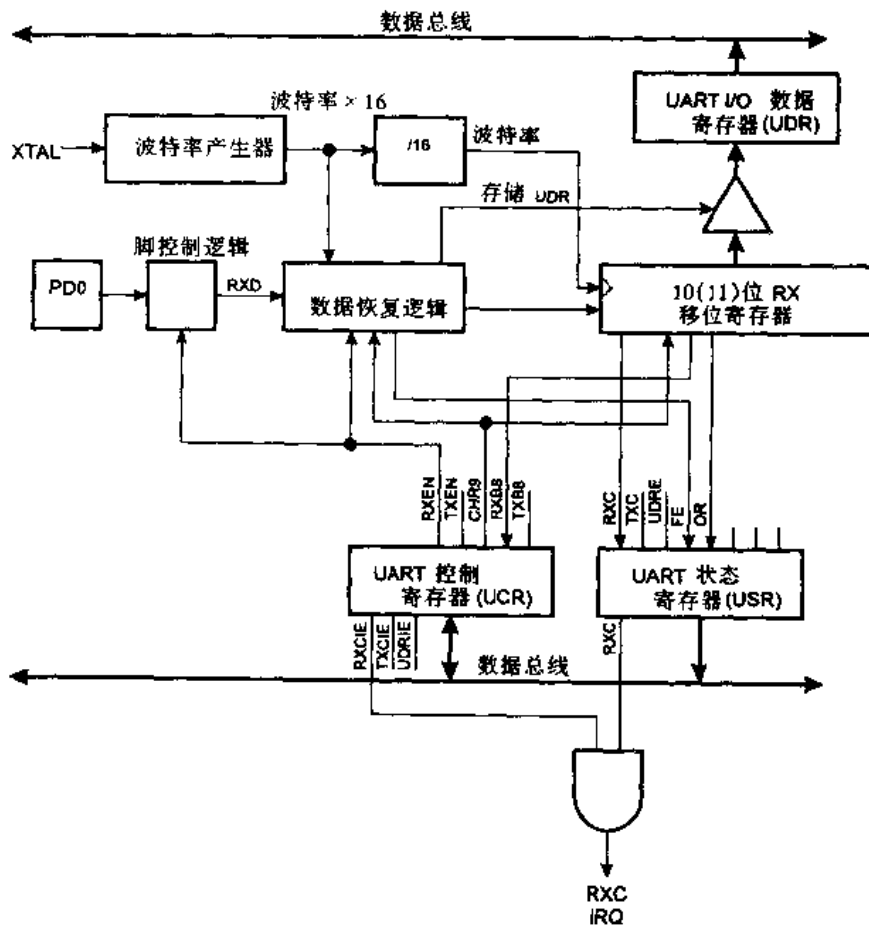 数据总线
波特率×16
UART I/O 数据
寄存器(UDR)
XTAL
波特率产生器
/16
波特率
存储 UDR
脚控制逻辑
PD0
RXD
数据恢复逻辑
10(11)位 RX
移位寄存器
RXEN
TXEN
CHR9
RXB8
TXB8
RXC
TXC
UDRE
FE
OR
UART 控制
寄存器(UCR)
UART 状态
寄存器(USR)
RXCIE
TXCIE
UDRIE
RXC
数据总线
RXC
IRQ